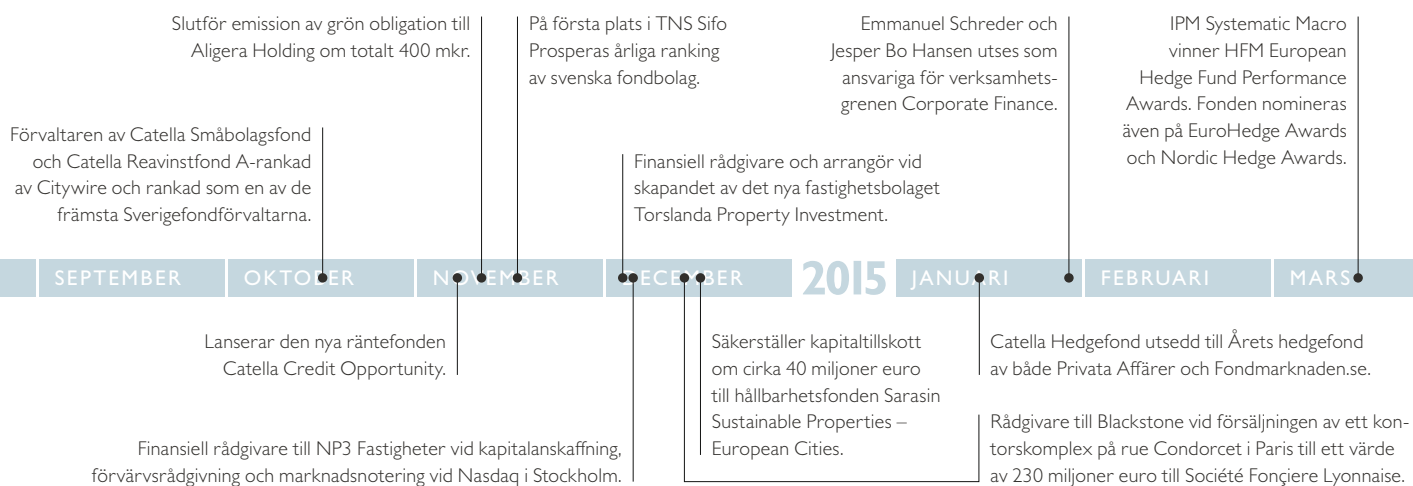 Slutför emission av grön obligation till
Aligera Holding om totalt 400 mkr.
På första plats i TNS Sifo
Prosperas årliga ranking
av svenska fondbolag.
Emmanuel Schreder och
Jesper Bo Hansen utses som
ansvariga för verksamhets-
grenen Corporate Finance.
IPM Systematic Macro
vinner HFM European
Hedge Fund Performance
Awards. Fonden nomineras
även på EuroHedge Awards
och Nordic Hedge Awards.
Förvaltaren av Catella Småbolagsfond
och Catella Reavinstfond A-rankad
av Citywire och rankad som en av de
främsta Sverigefondförvaltarna.
Finansiell rådgivare och arrangör vid
skapandet av det nya fastighetsbolaget
Torslanda Property Investment.
SEPTEMBER OKTOBER NOVEMBER DECEMBER 2015 JANUARI FEBRUARI MARS
Lanserar den nya räntefonden
Catella Credit Opportunity.
Säkerställer kapitaltillskott
om cirka 40 miljoner euro
till hållbarhetsfonden Sarasin
Sustainable Properties –
European Cities.
Catella Hedgefond utsedd till Årets hedgefond
av både Privata Affärer och Fondmarknaden.se.
Finansiell rådgivare till NP3 Fastigheter vid kapitalanskaffning,
förvärvsrådgivning och marknadsnotering vid Nasdaq i Stockholm.
Rådgivare till Blackstone vid försäljningen av ett kon-
torskomplex på rue Condorcet i Paris till ett värde
av 230 miljoner euro till Société Fonçiere Lyonnaise.